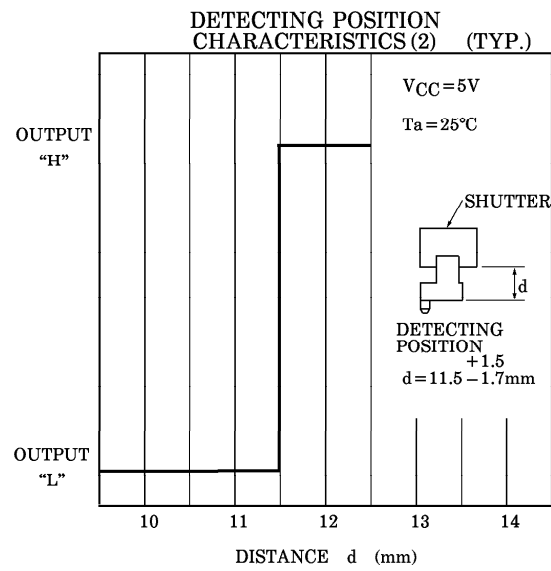 DETECTING POSITION
CHARACTERISTICS (2) (TYP.)
VCC = 5V
Ta = 25°C
OUTPUT
“H”
SHUTTER
d
DETECTING
POSITION
+1.5
d = 11.5 −1.7mm
OUTPUT
“L”
10 11 12 13 14
DISTANCE d (mm)